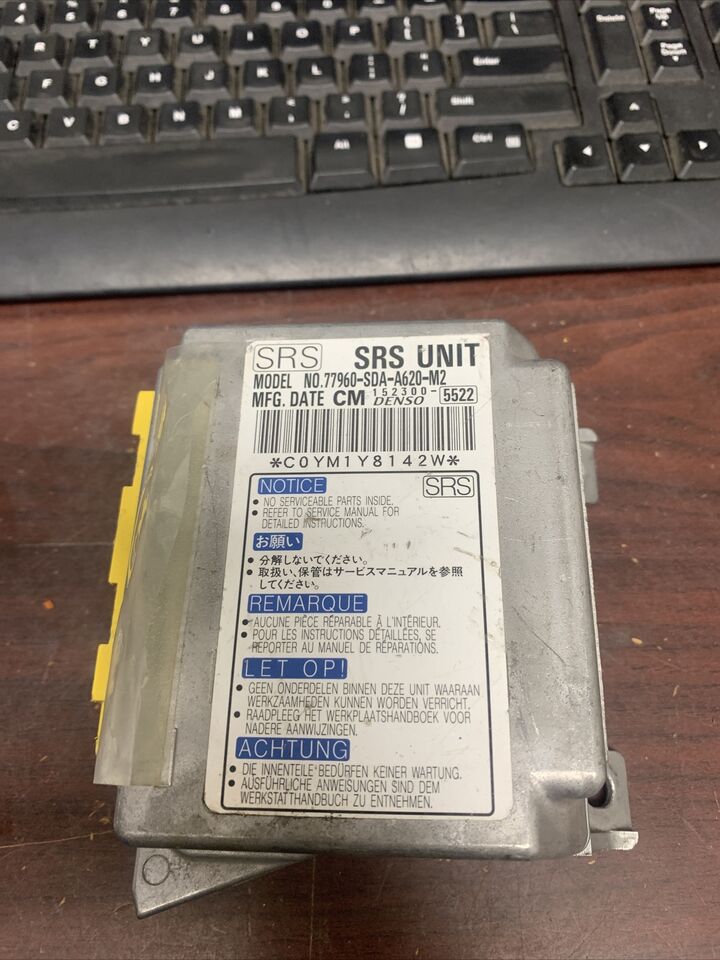 R T Y U I O P { }
F G H J K L : " Enter
C V B N M < > ? Shift
Alt Ctrl
Delete Page Up
Page Down
SRS SRS UNIT
MODEL NO.77960-SDA-A620-M2
MFG. DATE CM 152300-5522
DENSO
*C0YM1Y8142W*
NOTICE SRS
• NO SERVICEABLE PARTS INSIDE.
• REFER TO SERVICE MANUAL FOR
DETAILED INSTRUCTIONS.
お願い
• 分解しないでください。
• 取扱い、保管はサービスマニュアルを参照
してください。
REMARQUE
• AUCUNE PIÈCE RÉPARABLE À L'INTÉRIEUR.
• POUR LES INSTRUCTIONS DÉTAILLÉES, SE
REPORTER AU MANUEL DE RÉPARATIONS.
LET OP!
• GEEN ONDERDELEN BINNEN DEZE UNIT WAARAAN
WERKZAAMHEDEN KUNNEN WORDEN VERRICHT.
• RAADPLEEG HET WERKPLAATSHANDBOEK VOOR
NADERE AANWIJZINGEN.
ACHTUNG
• DIE INNENTEILE BEDÜRFEN KEINER WARTUNG.
• AUSFÜHRLICHE ANWEISUNGEN SIND DEM
WERKSTATTHANDBUCH ZU ENTNEHMEN.